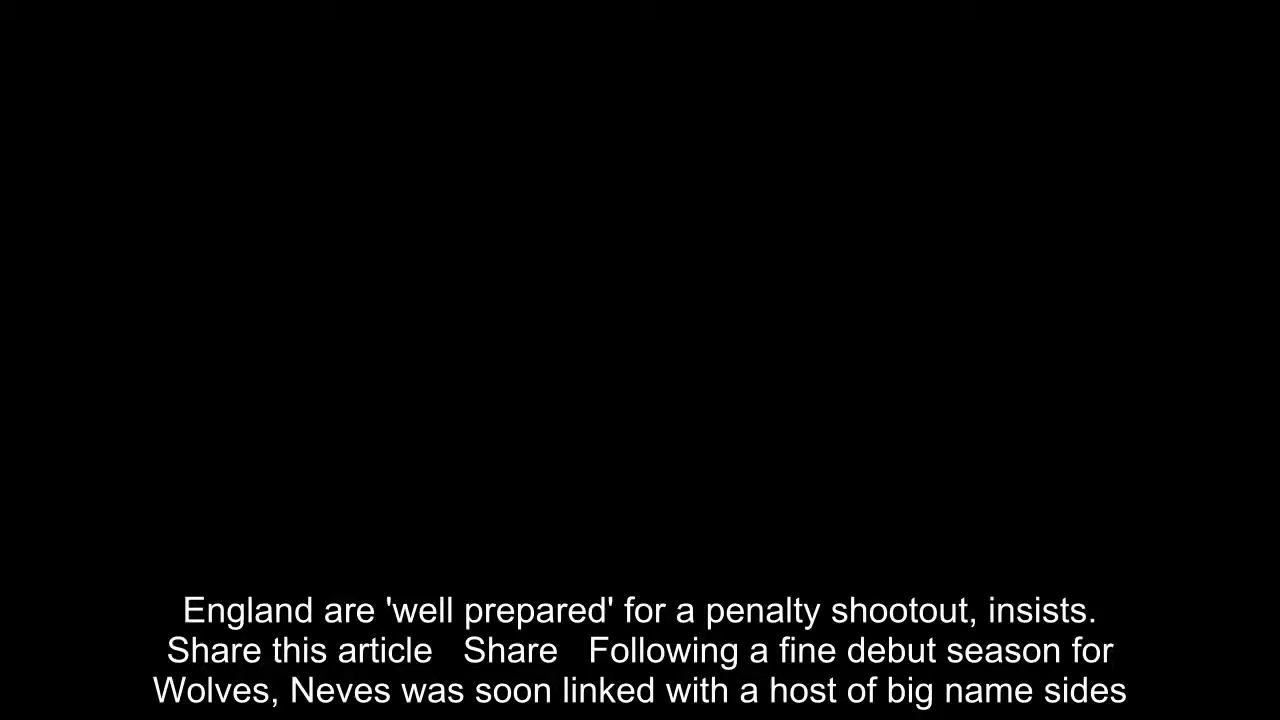 England are 'well prepared' for a penalty shootout, insists.
Share this article   Share   Following a fine debut season for
Wolves, Neves was soon linked with a host of big name sides